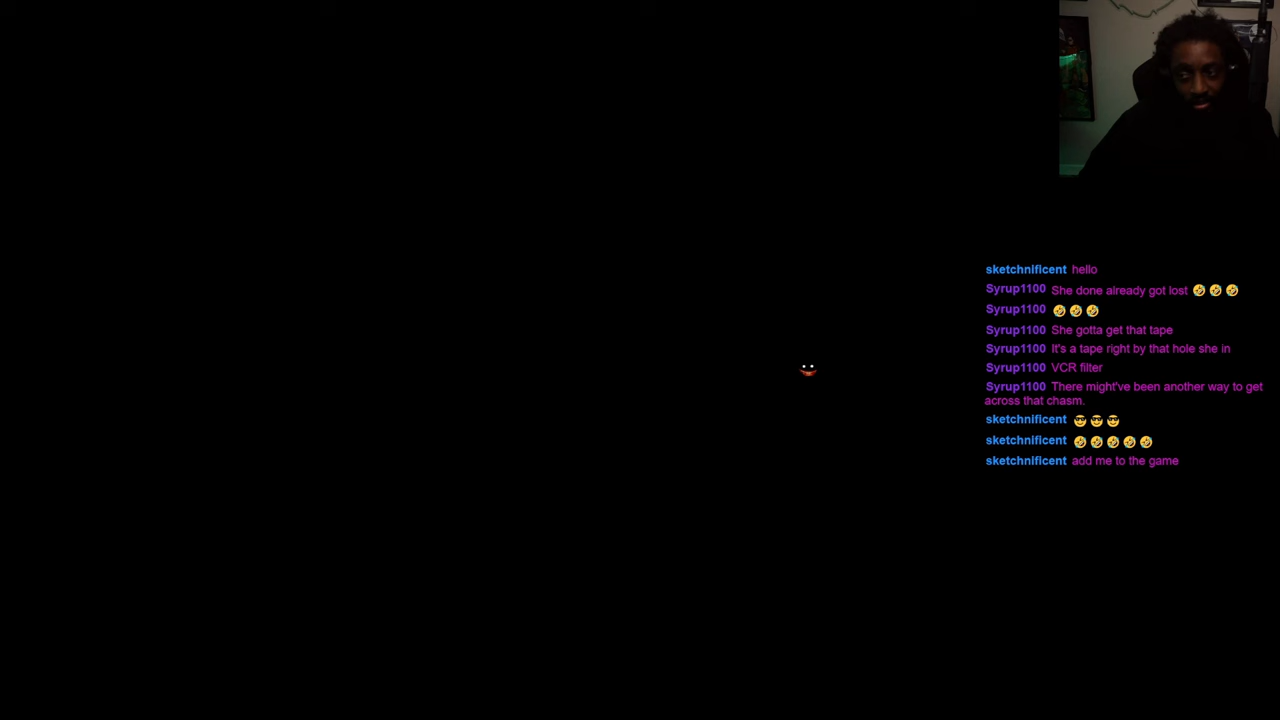 sketchnificent hello
Syrup1100 She done already got lost 🤣 🤣 🤣
Syrup1100 🤣 🤣 🤣
Syrup1100 She gotta get that tape
Syrup1100 It's a tape right by that hole she in
Syrup1100 VCR filter
Syrup1100 There might've been another way to get
across that chasm.
sketchnificent 😎 😎 😎
sketchnificent 🤣 🤣 🤣 🤣 🤣
sketchnificent add me to the game